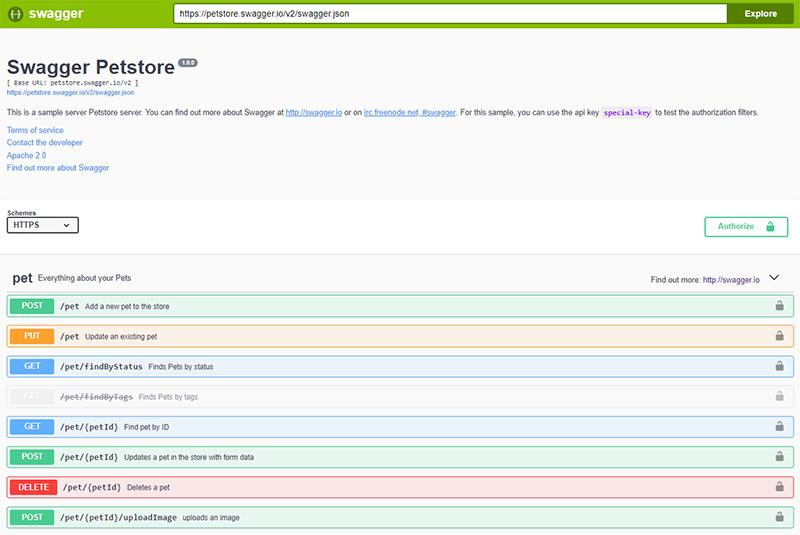 swagger
https://petstore.swagger.io/v2/swagger.json
Explore
Swagger Petstore 1.0.0
[ Base URL: petstore.swagger.io/v2 ]
https://petstore.swagger.io/v2/swagger.json
This is a sample server Petstore server. You can find out more about Swagger at http://swagger.io or on irc.freenode.net, #swagger. For this sample, you can use the api key special-key to test the authorization filters.
Terms of service
Contact the developer
Apache 2.0
Find out more about Swagger
Schemes
HTTPS
Authorize
pet Everything about your Pets
Find out more: http://swagger.io
POST /pet Add a new pet to the store
PUT /pet Update an existing pet
GET /pet/findByStatus Finds Pets by status
GET /pet/findByTags Finds Pets by tags
GET /pet/{petId} Find pet by ID
POST /pet/{petId} Updates a pet in the store with form data
DELETE /pet/{petId} Deletes a pet
POST /pet/{petId}/uploadImage uploads an image